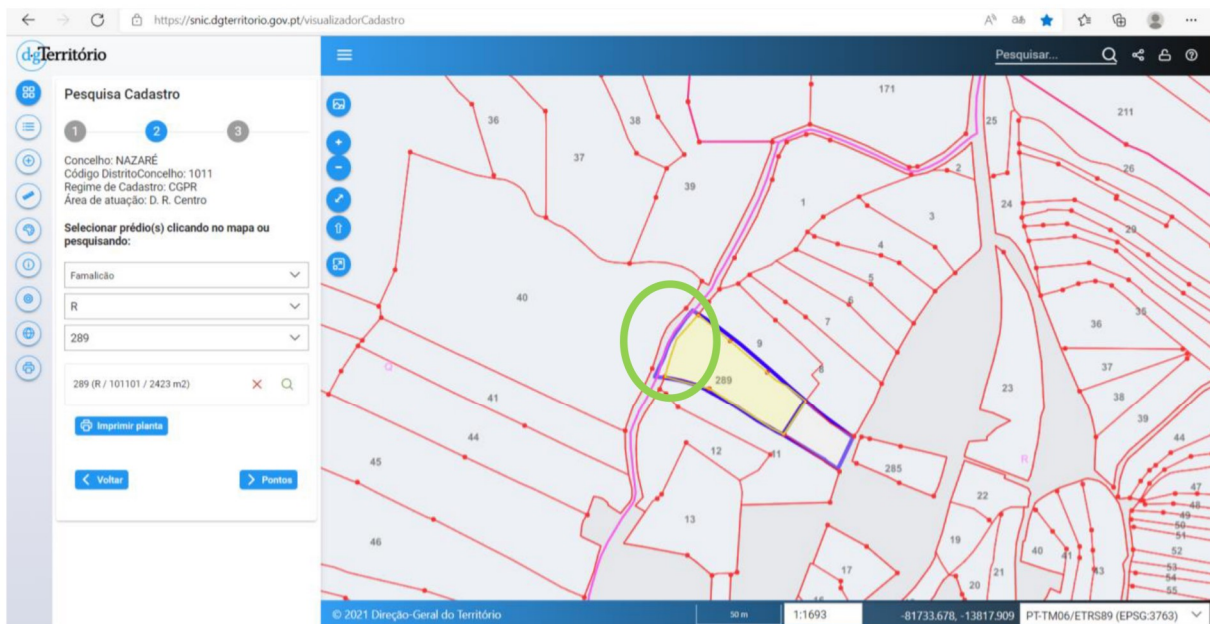 https://snic.dgterritorio.gov.pt/visualizadorCadastro
dgTerritório
Pesquisar...
Pesquisa Cadastro
1 2 3
Concelho: NAZARÉ
Código DistritoConcelho: 1011
Regime de Cadastro: CGPR
Área de atuação: D. R. Centro
Selecionar prédio(s) clicando no mapa ou
pesquisando:
Famalicão
R
289
289 (R / 101101 / 2423 m2)
Imprimir planta
Voltar
Pontos
171
36
38
25
211
37
2
26
39
1
24
3
29
4
5
40
6
35
7
36
9
8
Q
289
37
23
41
38
39
44
44
12
11
45
285
R
47
22
48
49
13
50
19
51
46
40
41
52
17
21
43
53
20
54
55
© 2021 Direção-Geral do Território
50 m
1:1693
-81733.678, -13817.909
PT-TM06/ETRS89 (EPSG:3763)